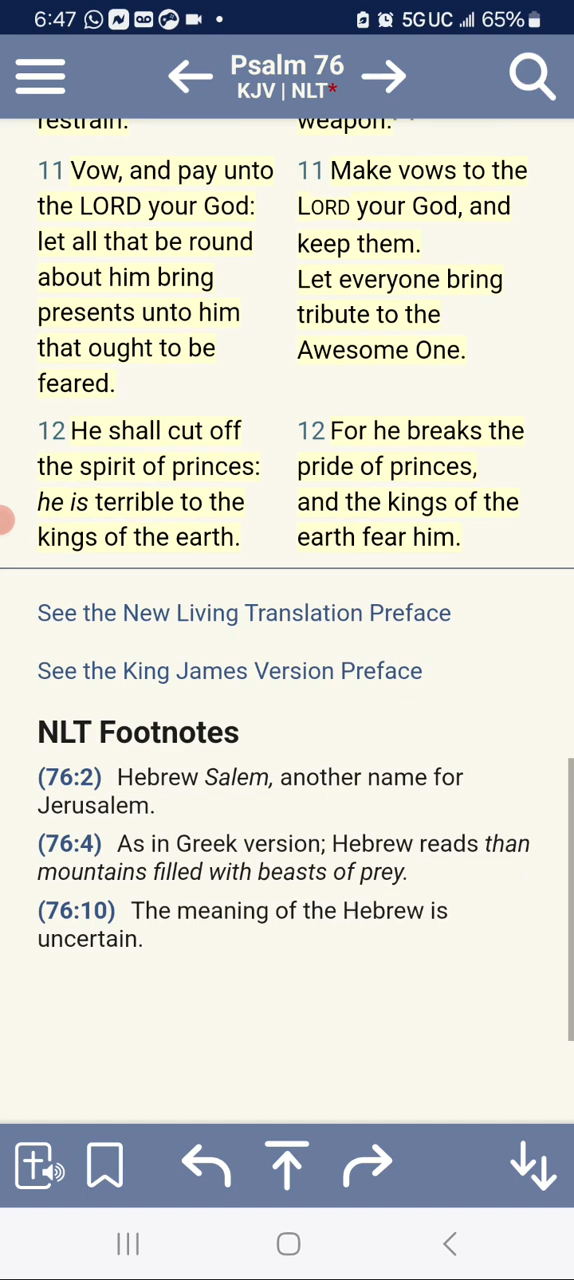 6:47
5G UC 65%
Psalm 76
KJV | NLT*
restrain.
weapon.
11 Vow, and pay unto
the LORD your God:
let all that be round
about him bring
presents unto him
that ought to be
feared.
11 Make vows to the
LORD your God, and
keep them.
Let everyone bring
tribute to the
Awesome One.
12 He shall cut off
the spirit of princes:
he is terrible to the
kings of the earth.
12 For he breaks the
pride of princes,
and the kings of the
earth fear him.
See the New Living Translation Preface
See the King James Version Preface
NLT Footnotes
(76:2) Hebrew Salem, another name for
Jerusalem.
(76:4) As in Greek version; Hebrew reads than
mountains filled with beasts of prey.
(76:10) The meaning of the Hebrew is
uncertain.